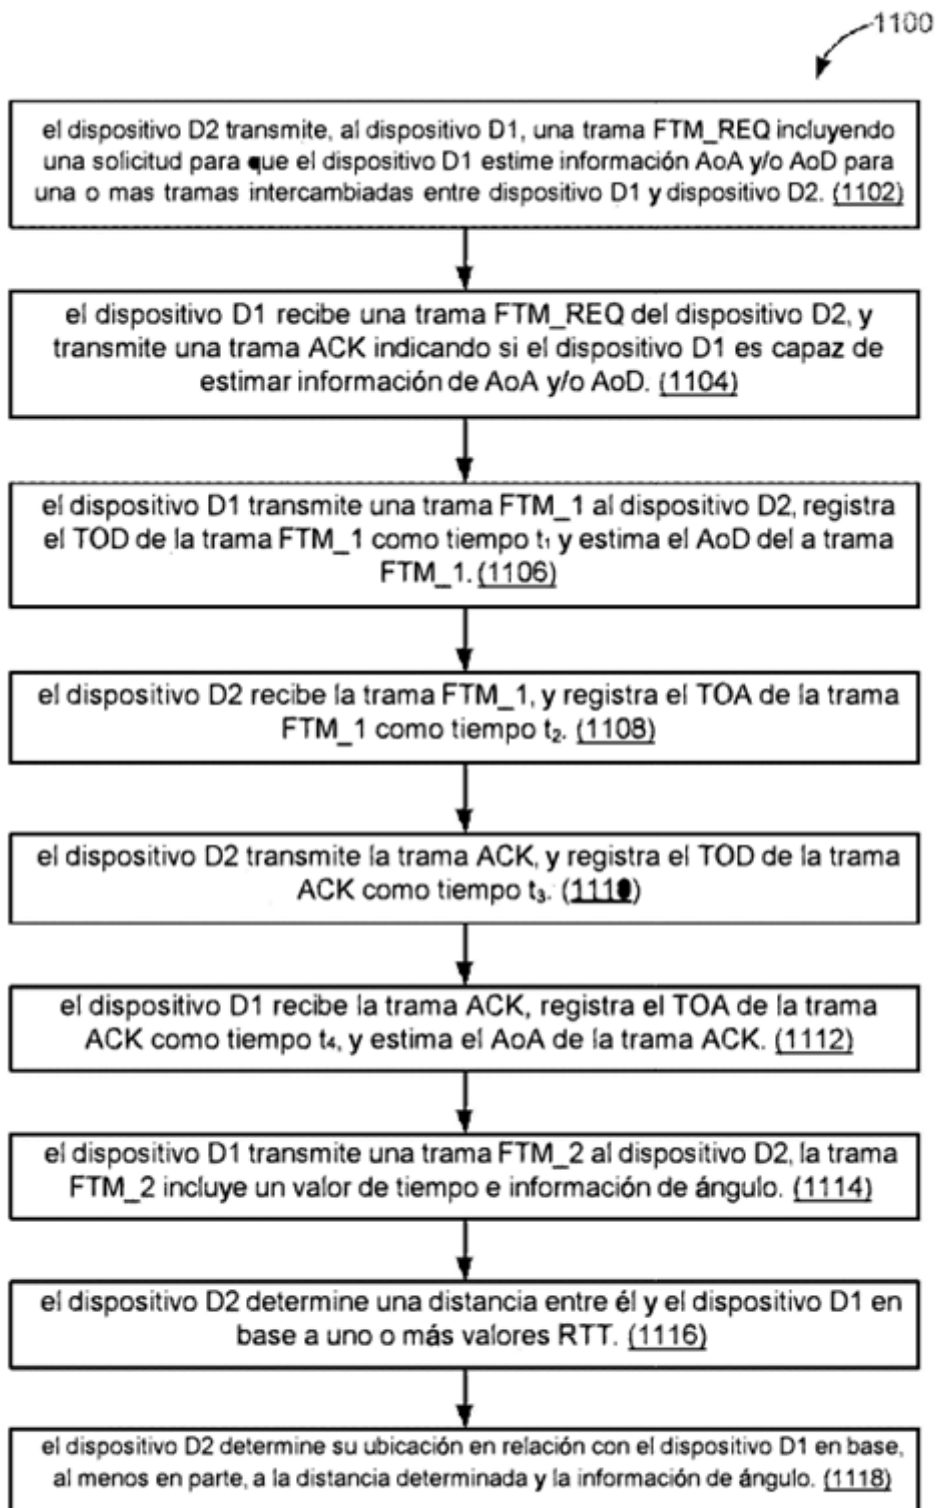 1100
el dispositivo D2 transmite, al dispositivo D1, una trama FTM_REQ incluyendo
una solicitud para que el dispositivo D1 estime información AoA y/o AoD para
una o mas tramas intercambiadas entre dispositivo D1 y dispositivo D2. (1102)
el dispositivo D1 recibe una trama FTM_REQ del dispositivo D2, y
transmite una trama ACK indicando si el dispositivo D1 es capaz de
estimar información de AoA y/o AoD. (1104)
el dispositivo D1 transmite una trama FTM_1 al dispositivo D2, registra
el TOD de la trama FTM_1 como tiempo t₁ y estima el AoD del a trama
FTM_1. (1106)
el dispositivo D2 recibe la trama FTM_1, y registra el TOA de la trama
FTM_1 como tiempo t₂. (1108)
el dispositivo D2 transmite la trama ACK, y registra el TOD de la trama
ACK como tiempo t₃. (1110)
el dispositivo D1 recibe la trama ACK, registra el TOA de la trama
ACK como tiempo t₄, y estima el AoA de la trama ACK. (1112)
el dispositivo D1 transmite una trama FTM_2 al dispositivo D2, la trama
FTM_2 incluye un valor de tiempo e información de ángulo. (1114)
el dispositivo D2 determina una distancia entre él y el dispositivo D1 en
base a uno o más valores RTT. (1116)
el dispositivo D2 determina su ubicación en relación con el dispositivo D1 en base,
al menos en parte, a la distancia determinada y la información de ángulo. (1118)